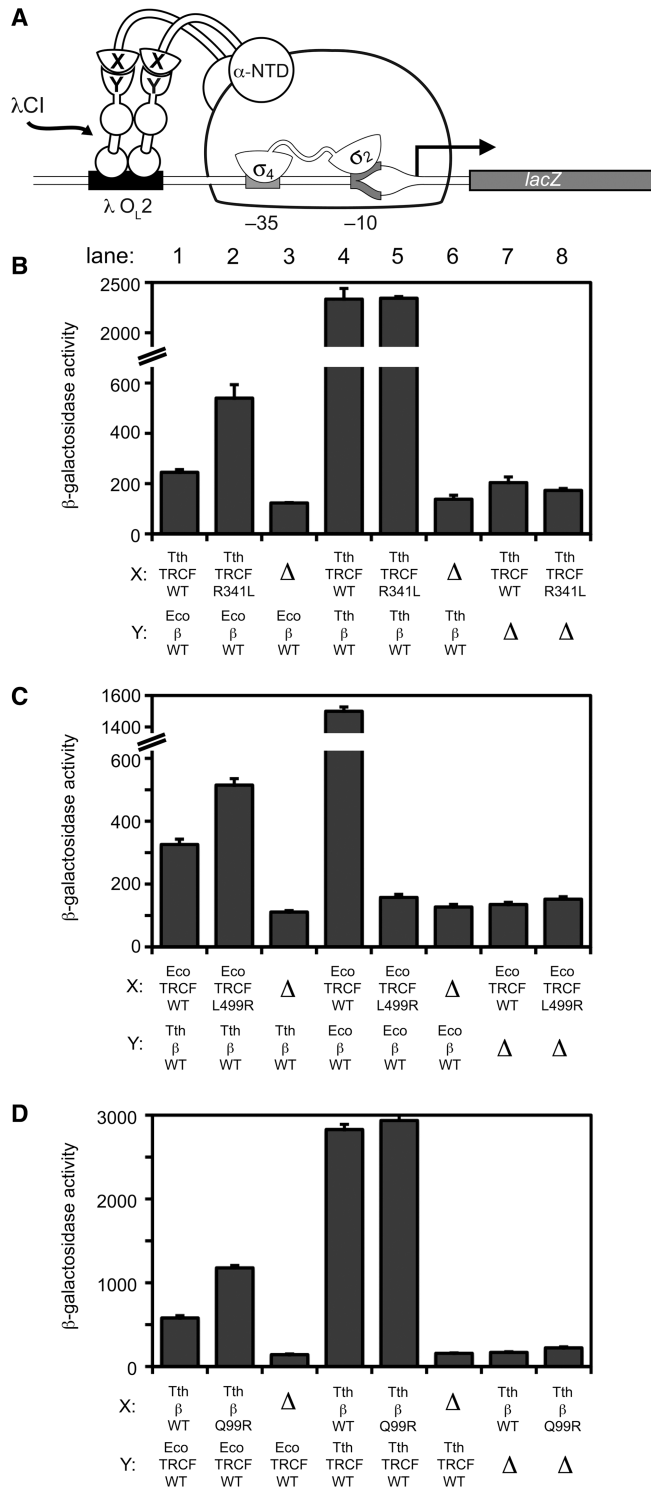 A
X X
Y Y
α-NTD
λCI
σ4 σ2
lacZ
λ OL2
–35 –10
B
lane: 1 2 3 4 5 6 7 8
β-galactosidase activity
2500
2000
600
400
200
0
X: Tth TRCF WT Tth TRCF R341L Δ Tth TRCF WT Tth TRCF R341L Δ Tth TRCF WT Tth TRCF R341L
Y: Eco β WT Eco β WT Eco β WT Tth β WT Tth β WT Tth β WT Δ Δ
C
β-galactosidase activity
1600
1400
600
400
200
0
X: Eco TRCF WT Eco TRCF L499R Δ Eco TRCF WT Eco TRCF L499R Δ Eco TRCF WT Eco TRCF L499R
Y: Tth β WT Tth β WT Tth β WT Eco β WT Eco β WT Eco β WT Δ Δ
D
β-galactosidase activity
3000
2000
1000
0
X: Tth β WT Tth β Q99R Δ Tth β WT Tth β Q99R Δ Tth β WT Tth β Q99R
Y: Eco TRCF WT Eco TRCF WT Eco TRCF WT Tth TRCF WT Tth TRCF WT Tth TRCF WT Δ Δ